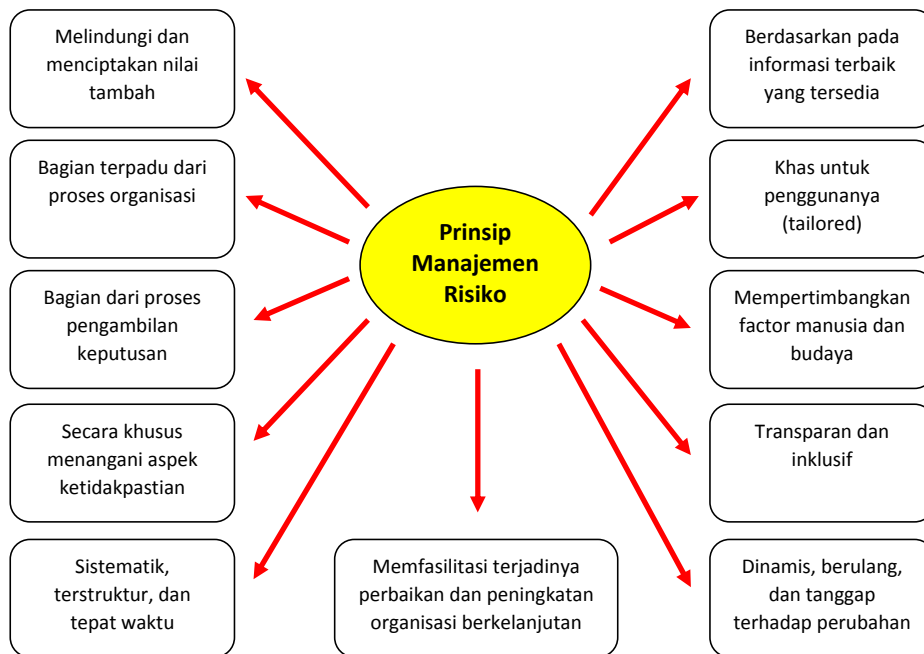 Melindungi dan
menciptakan nilai
tambah
Bagian terpadu dari
proses organisasi
Bagian dari proses
pengambilan
keputusan
Secara khusus
menangani aspek
ketidakpastian
Sistematik,
terstruktur, dan
tepat waktu
Prinsip
Manajemen
Risiko
Memfasilitasi terjadinya
perbaikan dan peningkatan
organisasi berkelanjutan
Berdasarkan pada
informasi terbaik
yang tersedia
Khas untuk
penggunanya
(tailored)
Mempertimbangkan
factor manusia dan
budaya
Transparan dan
inklusif
Dinamis, berulang,
dan tanggap
terhadap perubahan